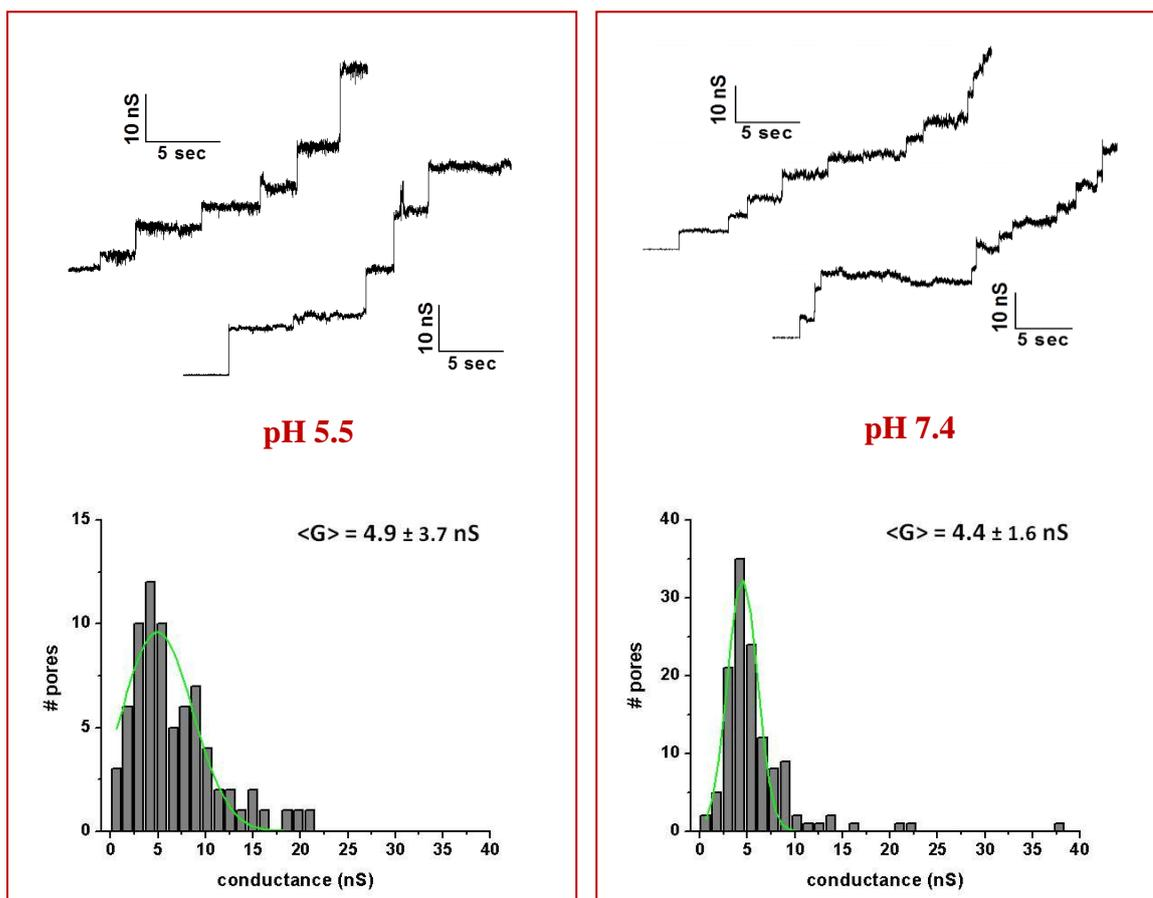 10 nS
5 sec
10 nS
5 sec
pH 5.5
<G> = 4.9 ± 3.7 nS
# pores
15
10
5
0
0 5 10 15 20 25 30 35 40
conductance (nS)
10 nS
5 sec
10 nS
5 sec
pH 7.4
<G> = 4.4 ± 1.6 nS
# pores
40
30
20
10
0
0 5 10 15 20 25 30 35 40
conductance (nS)